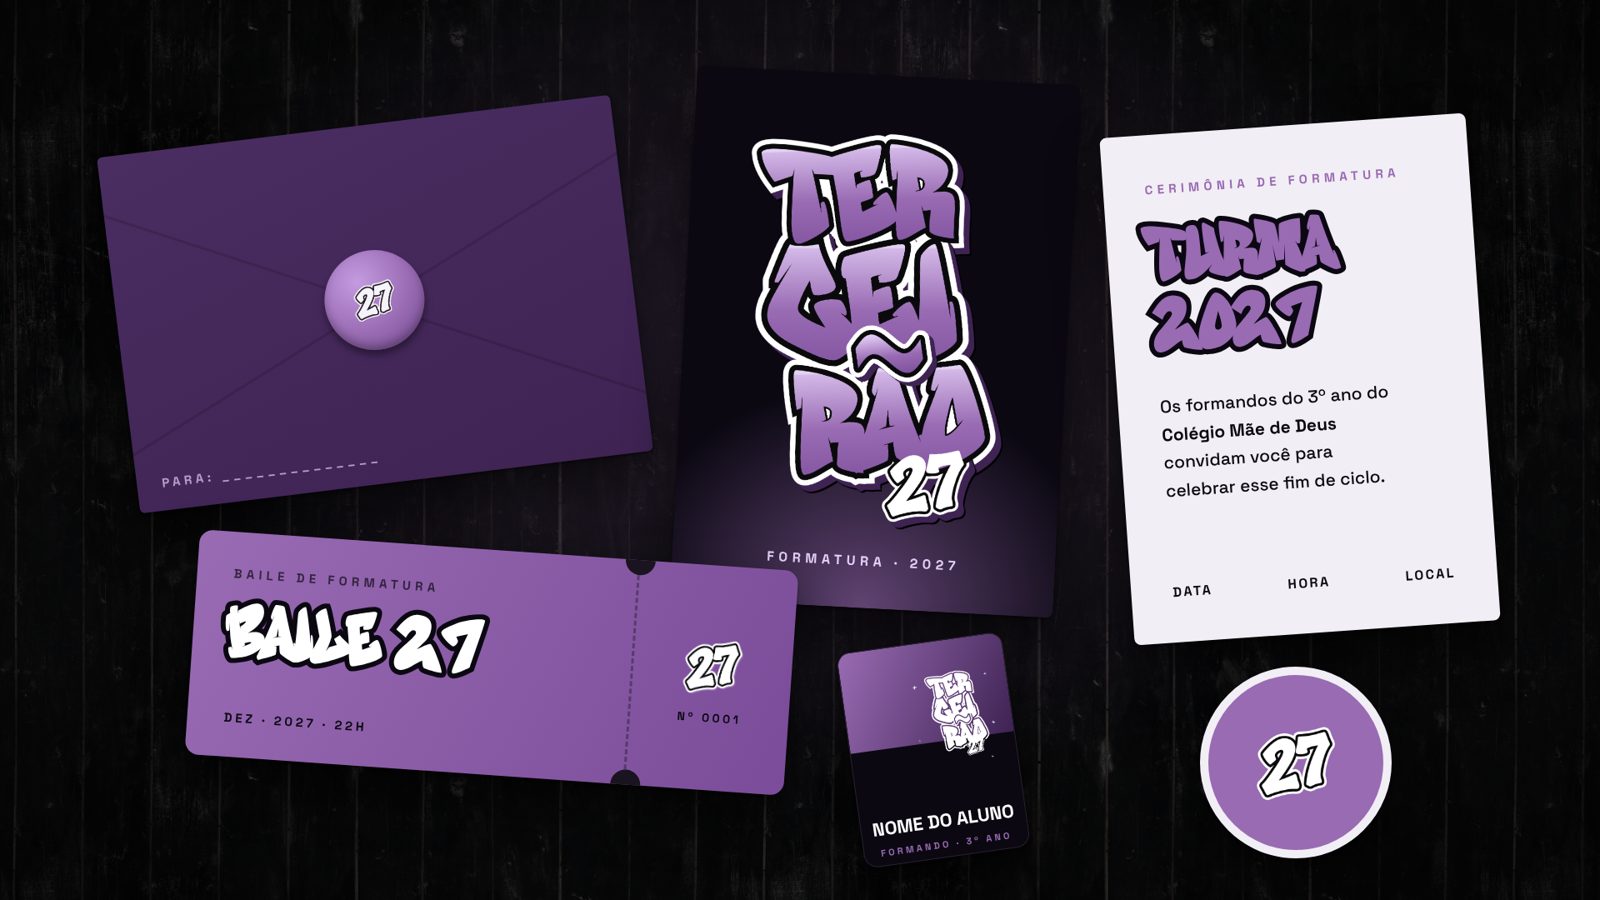 27
PARA: _ _ _ _ _ _ _ _ _ _ _ _ _
TER
CEI
RÃO
27
FORMATURA · 2027
CERIMÔNIA DE FORMATURA
TURMA
2027
Os formandos do 3º ano do
Colégio Mãe de Deus
convidam você para
celebrar esse fim de ciclo.
DATA HORA LOCAL
BAILE DE FORMATURA
BAILE 27
DEZ · 2027 · 22H
27
Nº 0001
TER
CEI
RÃO
27
NOME DO ALUNO
FORMANDO · 3º ANO
27